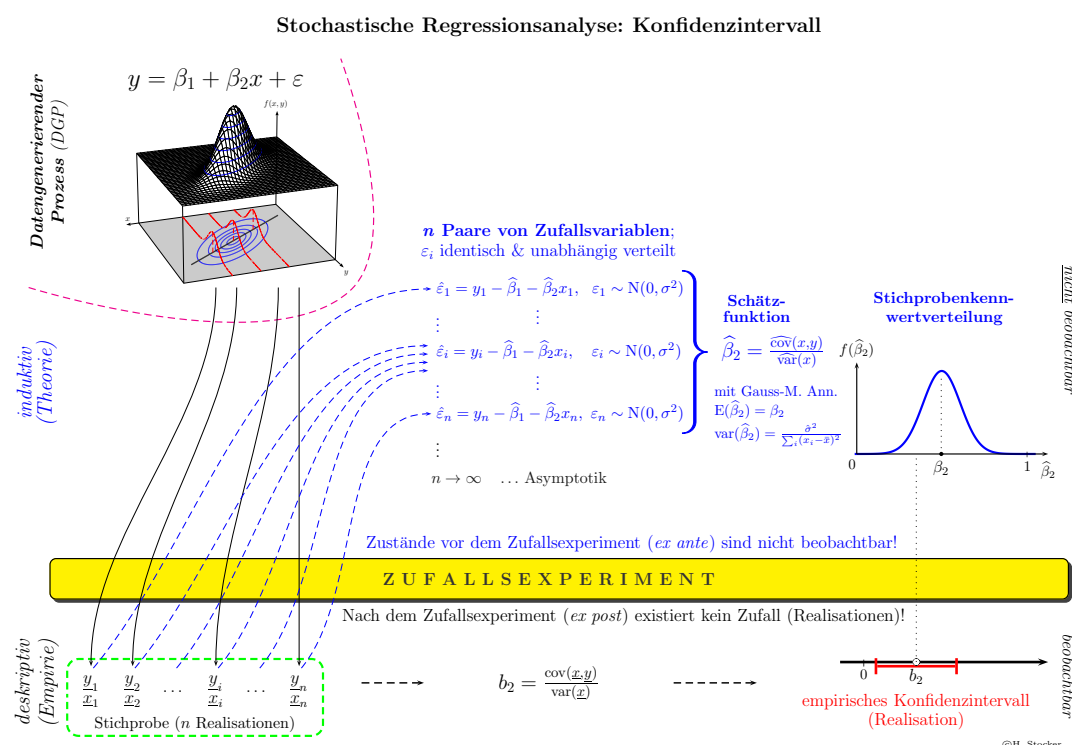 Stochastische Regressionsanalyse: Konfidenzintervall
Datengenerierender
Prozess (DGP)
y = β₁ + β₂x + ε
f(x, y)
x
y
n Paare von Zufallsvariablen;
εᵢ identisch & unabhängig verteilt
ε̂₁ = y₁ − β̂₁ − β̂₂x₁, ε₁ ∼ N(0, σ²)
⋮ ⋮
ε̂ᵢ = yᵢ − β̂₁ − β̂₂xᵢ, εᵢ ∼ N(0, σ²)
⋮ ⋮
ε̂ₙ = yₙ − β̂₁ − β̂₂xₙ, εₙ ∼ N(0, σ²)
⋮
n → ∞ … Asymptotik
Schätz-
funktion
β̂₂ = ĉov(x,y) / v̂ar(x)
mit Gauss-M. Ann.
E(β̂₂) = β₂
var(β̂₂) = σ̂² / ∑ᵢ(xᵢ−x̄)²
Stichprobenkenn-
wertverteilung
f(β̂₂)
0 β₂ 1 β̂₂
nicht beobachtbar
induktiv
(Theorie)
Zustände vor dem Zufallsexperiment (ex ante) sind nicht beobachtbar!
ZUFALLSEXPERIMENT
Nach dem Zufallsexperiment (ex post) existiert kein Zufall (Realisationen)!
deskriptiv
(Empirie)
y₁ y₂ … yᵢ … yₙ
x₁ x₂ xᵢ xₙ
Stichprobe (n Realisationen)
b₂ = cov(x,y) / var(x)
0 b₂
empirisches Konfidenzintervall
(Realisation)
beobachtbar
©H. Stocker